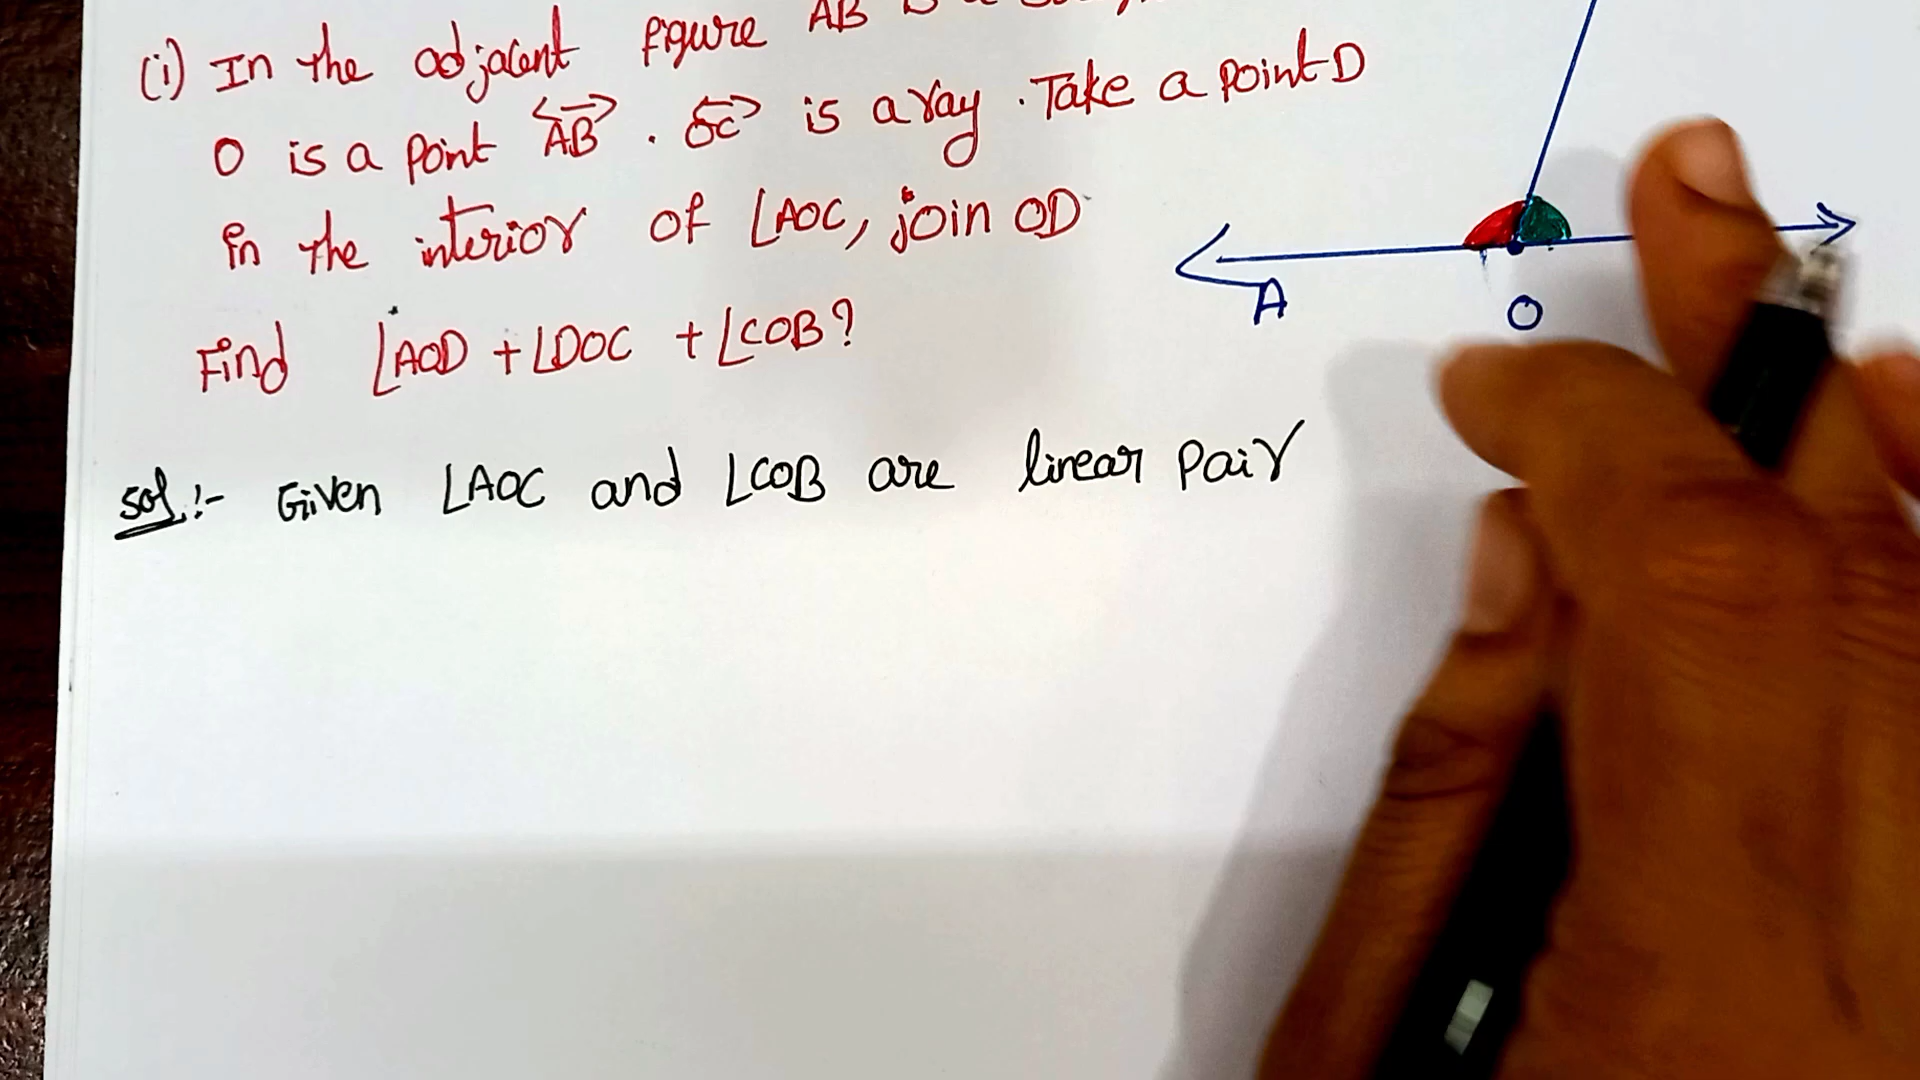 (i) In the adjacent figure AB is a
O is a point AB . OC is a ray . Take a point D
in the interior of ∠AOC, join OD
Find ∠AOD + ∠DOC + ∠COB?
A
O
Sol :- Given ∠AOC and ∠COB are linear pair